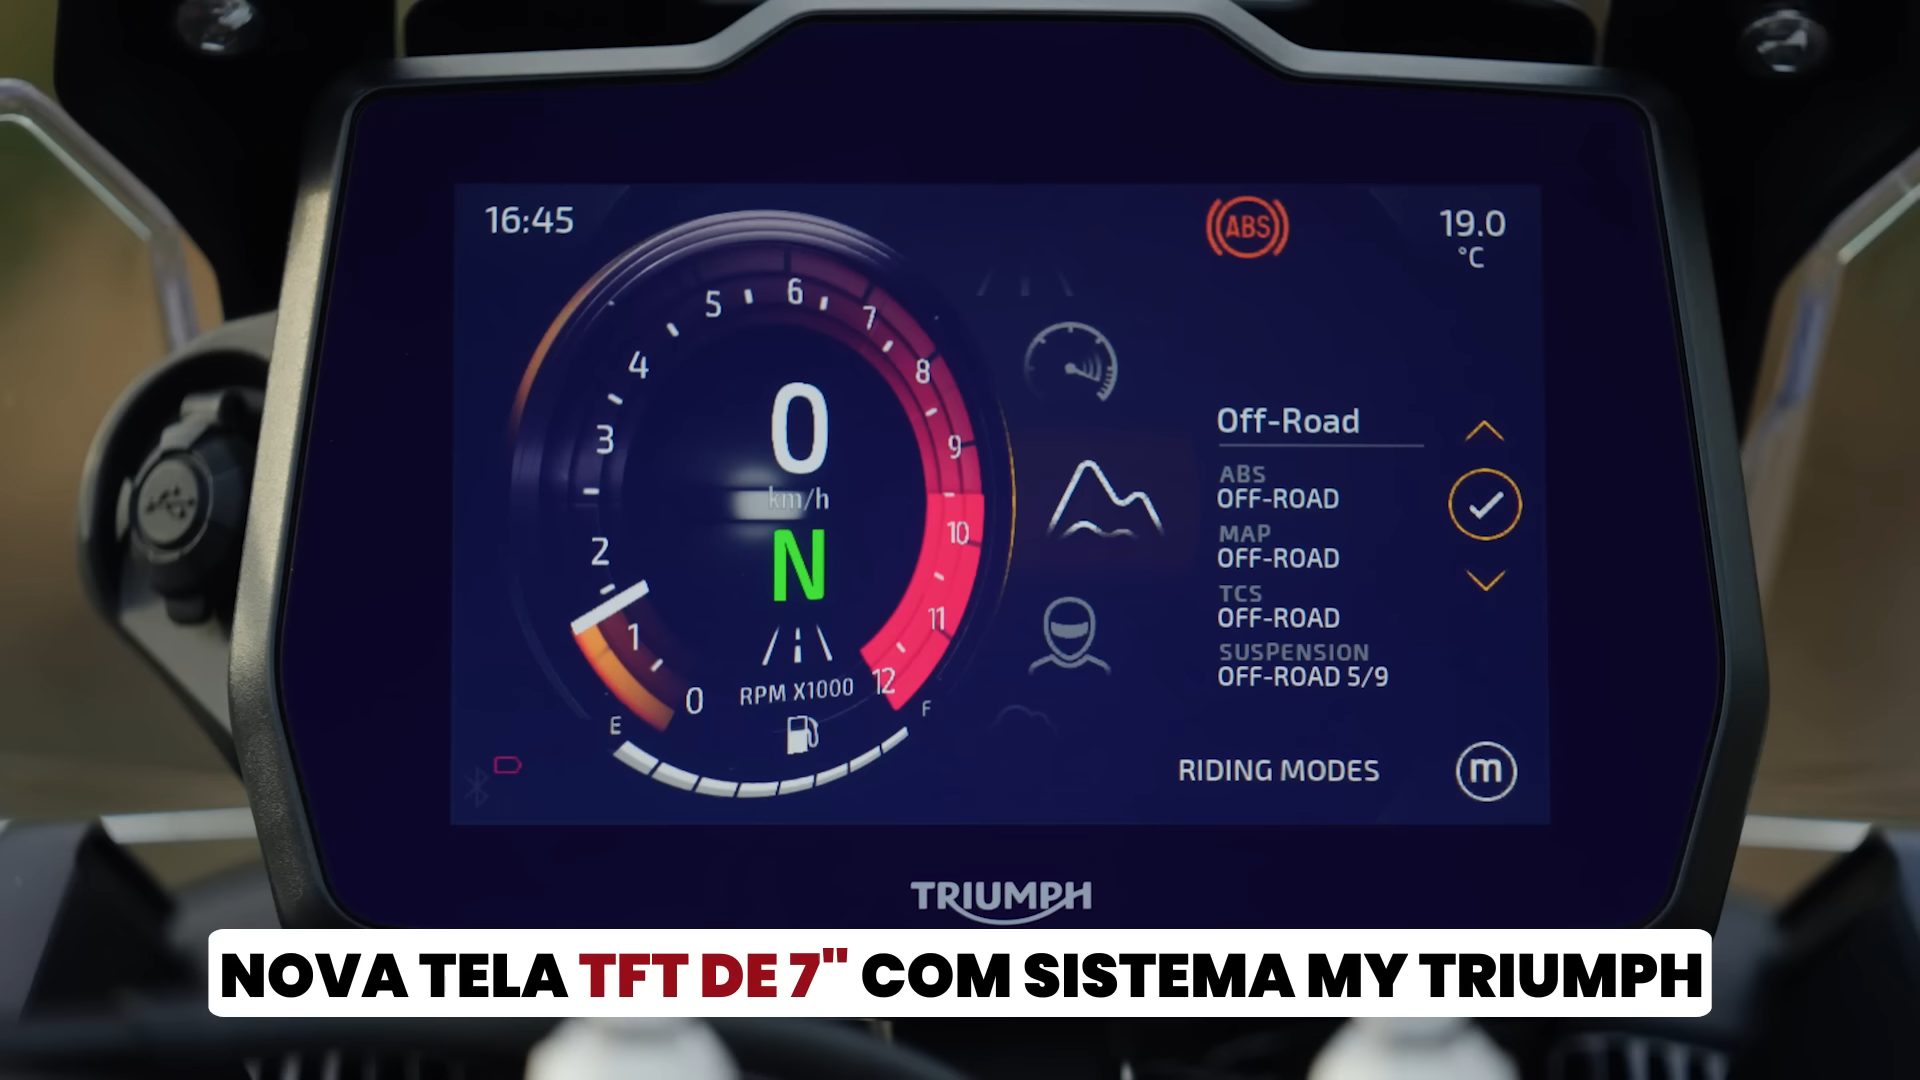 16:45
ABS
19.0
°C
5
6
7
4
8
3
9
0
km/h
N
2
10
1
11
0
RPM X1000
12
E
F
Off-Road
ABS
OFF-ROAD
MAP
OFF-ROAD
TCS
OFF-ROAD
SUSPENSION
OFF-ROAD 5/9
RIDING MODES
m
TRIUMPH
NOVA TELA TFT DE 7" COM SISTEMA MY TRIUMPH